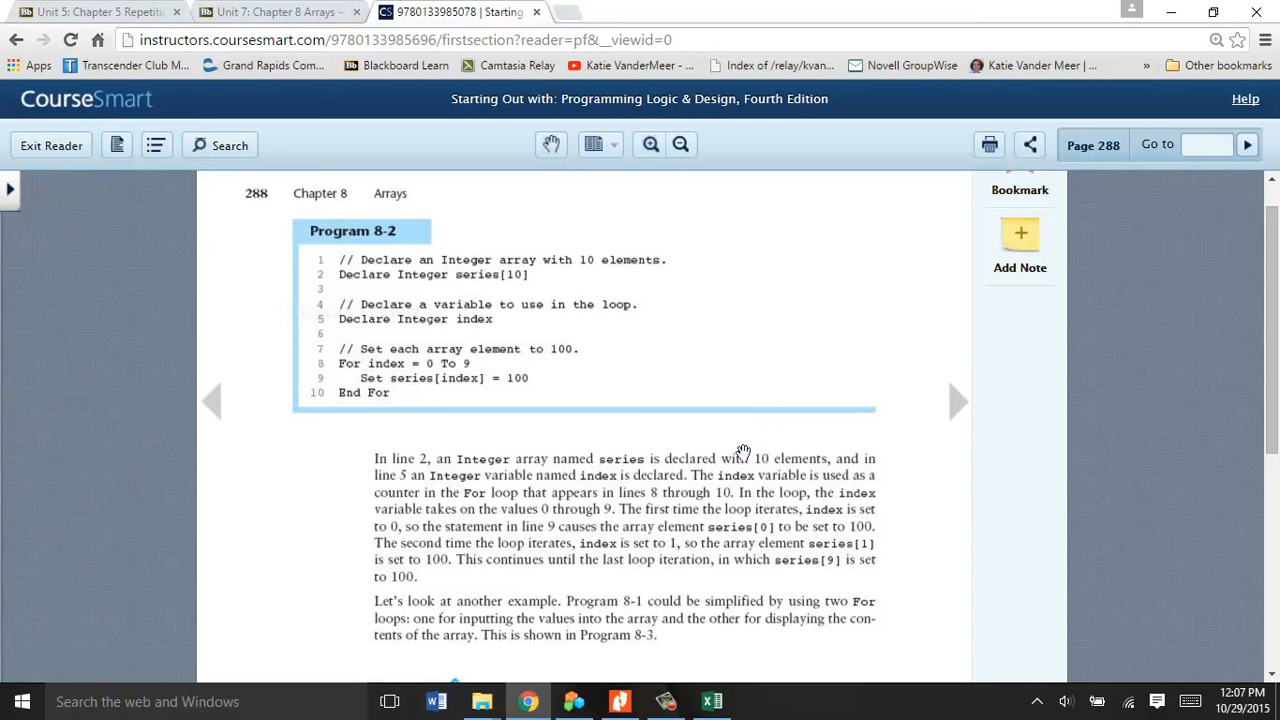 Unit 5: Chapter 5 Repetiti
Unit 7: Chapter 8 Arrays –
CS 9780133985078 | Starting
instructors.coursesmart.com/9780133985696/firstsection?reader=pf&__viewid=0
Apps Transcender Club M... Grand Rapids Com... Bb Blackboard Learn Camtasia Relay Katie VanderMeer -... Index of /relay/kvan... Novell GroupWise Katie Vander Meer |... » Other bookmarks
CourseSmart Starting Out with: Programming Logic & Design, Fourth Edition Help
Exit Reader Search Page 288 Go to
288 Chapter 8 Arrays
Bookmark
Add Note
Program 8-2
1 // Declare an Integer array with 10 elements.
2 Declare Integer series[10]
3
4 // Declare a variable to use in the loop.
5 Declare Integer index
6
7 // Set each array element to 100.
8 For index = 0 To 9
9 Set series[index] = 100
10 End For
In line 2, an Integer array named series is declared with 10 elements, and in
line 5 an Integer variable named index is declared. The index variable is used as a
counter in the For loop that appears in lines 8 through 10. In the loop, the index
variable takes on the values 0 through 9. The first time the loop iterates, index is set
to 0, so the statement in line 9 causes the array element series[0] to be set to 100.
The second time the loop iterates, index is set to 1, so the array element series[1]
is set to 100. This continues until the last loop iteration, in which series[9] is set
to 100.
Let's look at another example. Program 8-1 could be simplified by using two For
loops: one for inputting the values into the array and the other for displaying the con-
tents of the array. This is shown in Program 8-3.
Search the web and Windows
12:07 PM
10/29/2015